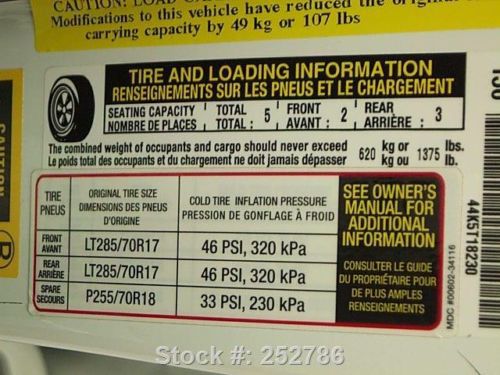 CAUTION: LOAD
Modifications to this vehicle have reduced the original
carrying capacity by 49 kg or 107 lbs
TIRE AND LOADING INFORMATION
RENSEIGNEMENTS SUR LES PNEUS ET LE CHARGEMENT
SEATING CAPACITY TOTAL 5 FRONT 2 REAR 3
NOMBRE DE PLACES TOTAL : AVANT : ARRIÈRE :
The combined weight of occupants and cargo should never exceed 620 kg or 1375 lbs.
Le poids total des occupants et du chargement ne doit jamais dépasser kg ou lb.
TIRE ORIGINAL TIRE SIZE COLD TIRE INFLATION PRESSURE
PNEUS DIMENSIONS DES PNEUS PRESSION DE GONFLAGE À FROID
D'ORIGINE
FRONT
AVANT LT285/70R17 46 PSI, 320 kPa
REAR
ARRIÈRE LT285/70R17 46 PSI, 320 kPa
SPARE
SECOURS P255/70R18 33 PSI, 230 kPa
SEE OWNER'S
MANUAL FOR
ADDITIONAL
INFORMATION
CONSULTER LE GUIDE
DU PROPRIÉTAIRE POUR
DE PLUS AMPLES
RENSEIGNEMENTS
MDC #00602-34116
44K5T18230
CAUTION
Stock #: 252786